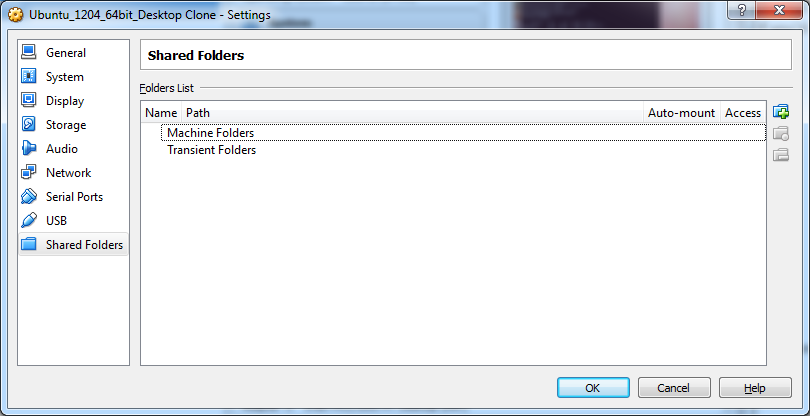 Ubuntu_1204_64bit_Desktop Clone - Settings
General
System
Display
Storage
Audio
Network
Serial Ports
USB
Shared Folders
Shared Folders
Folders List
Name Path Auto-mount Access
Machine Folders
Transient Folders
OK Cancel Help